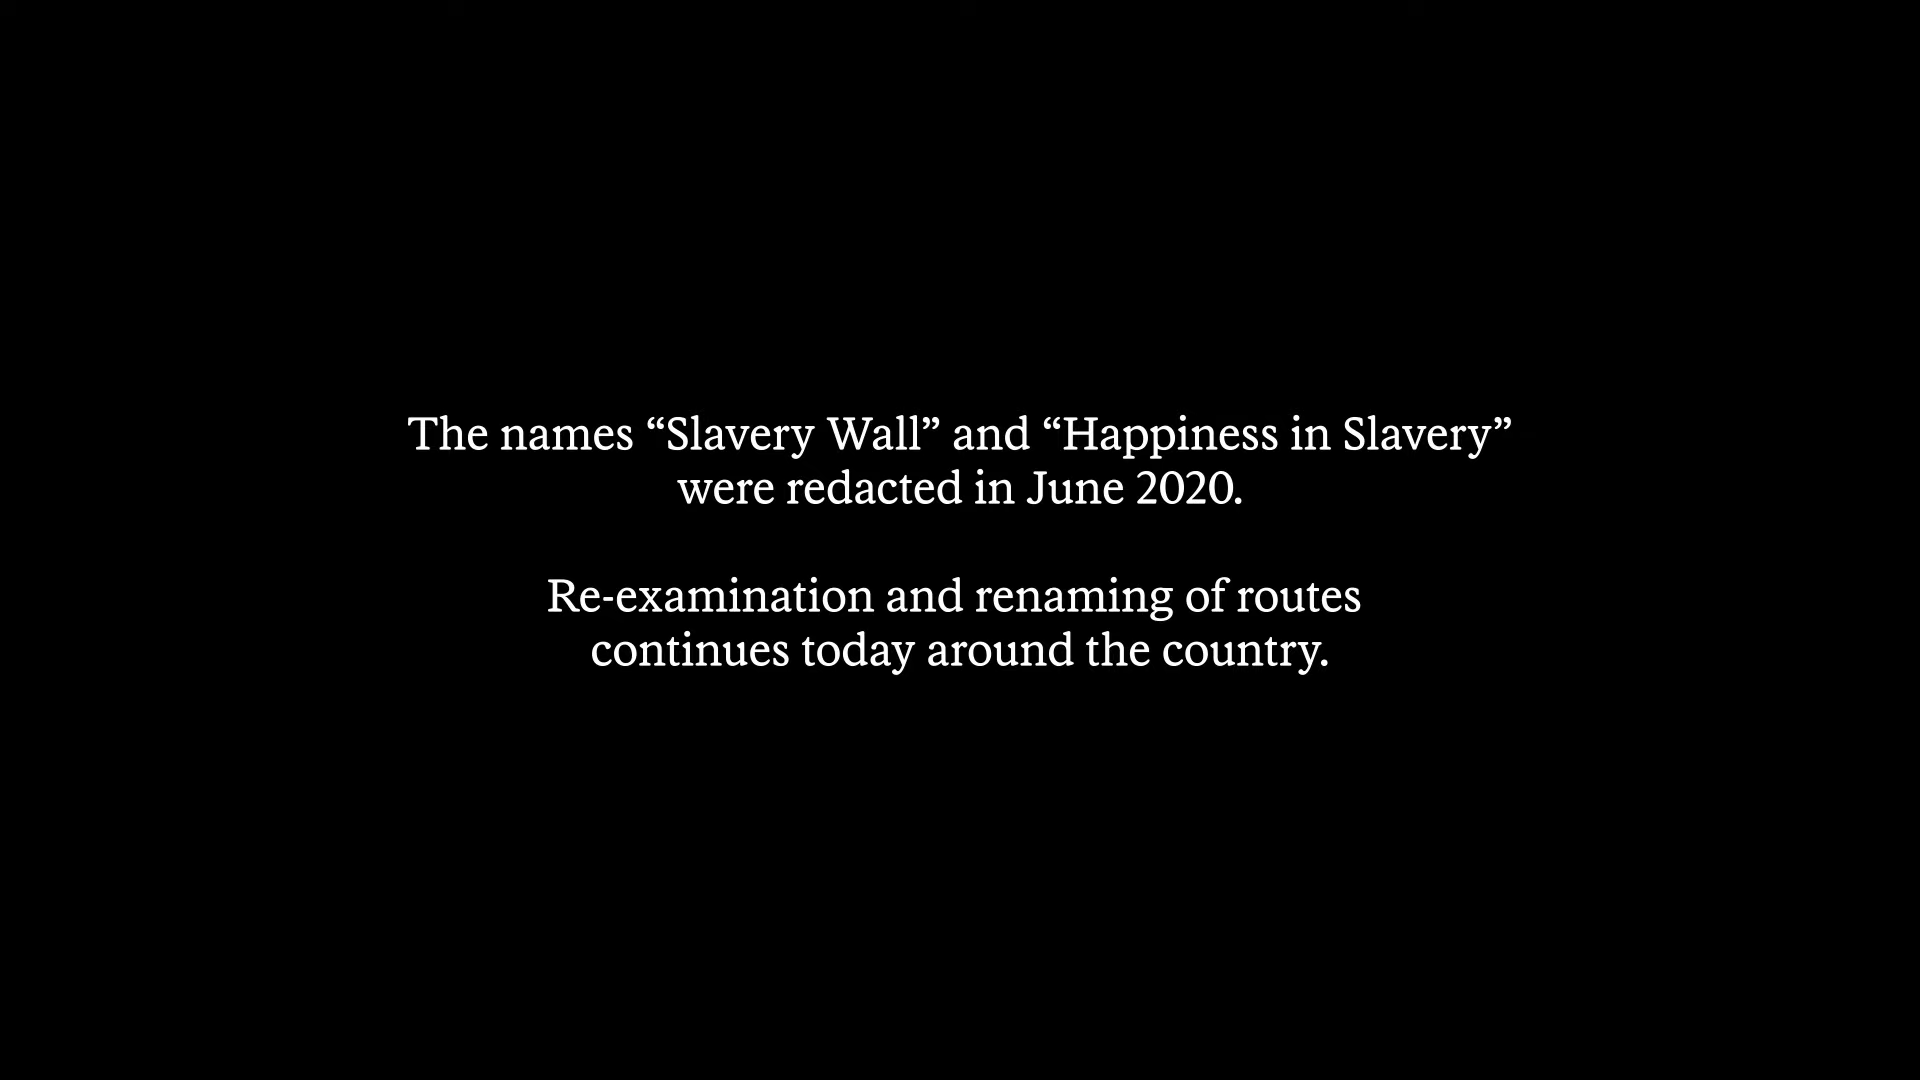 The names “Slavery Wall” and “Happiness in Slavery”
were redacted in June 2020.
Re-examination and renaming of routes
continues today around the country.